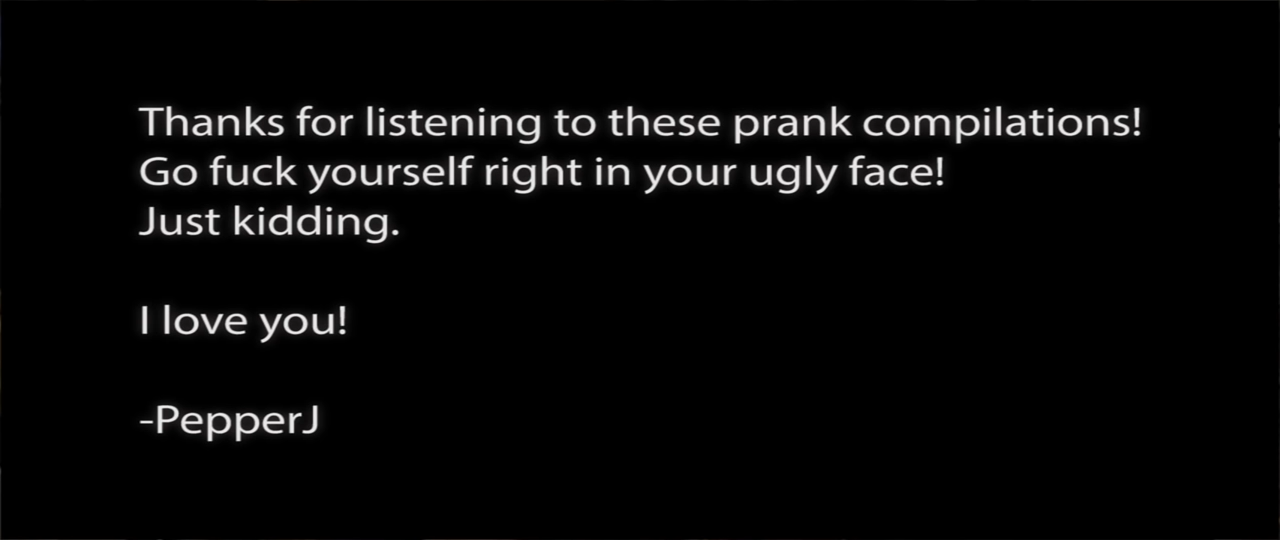 Thanks for listening to these prank compilations!
Go fuck yourself right in your ugly face!
Just kidding.
I love you!
-PepperJ